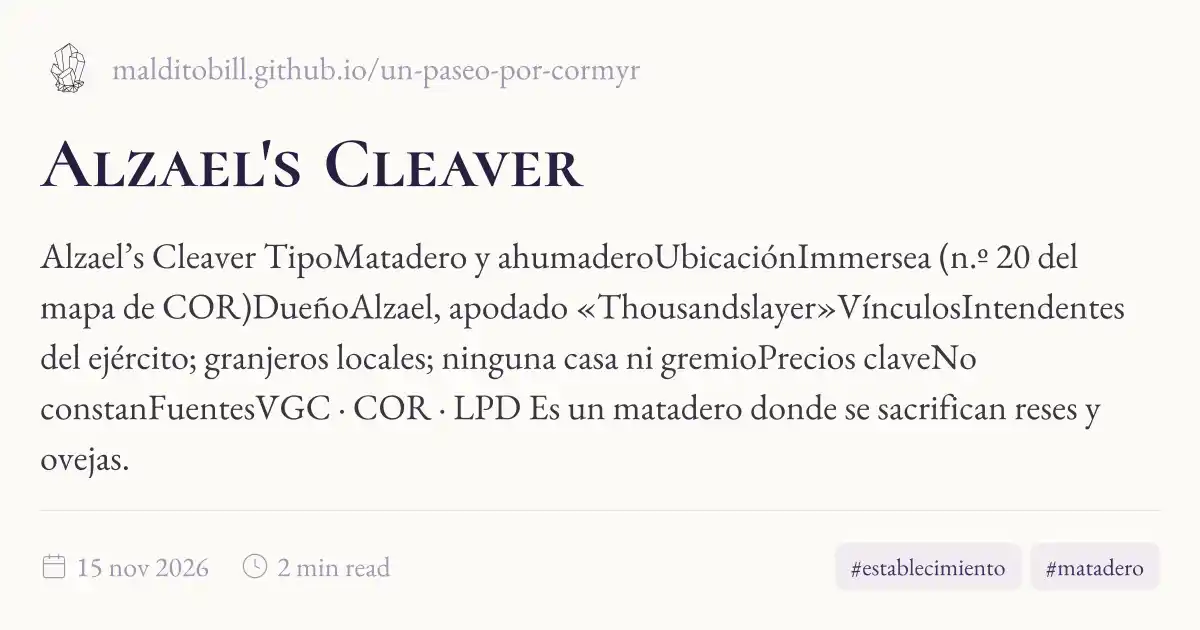 malditobill.github.io/un-paseo-por-cormyr
Alzael's Cleaver
Alzael’s Cleaver TipoMatadero y ahumaderoUbicaciónImmersea (n.º 20 del
mapa de COR)DueñoAlzael, apodado «Thousandslayer»VínculosIntendentes
del ejército; granjeros locales; ninguna casa ni gremioPrecios claveNo
constanFuentesVGC · COR · LPD Es un matadero donde se sacrifican reses y
ovejas.
15 nov 2026 2 min read #establecimiento #matadero